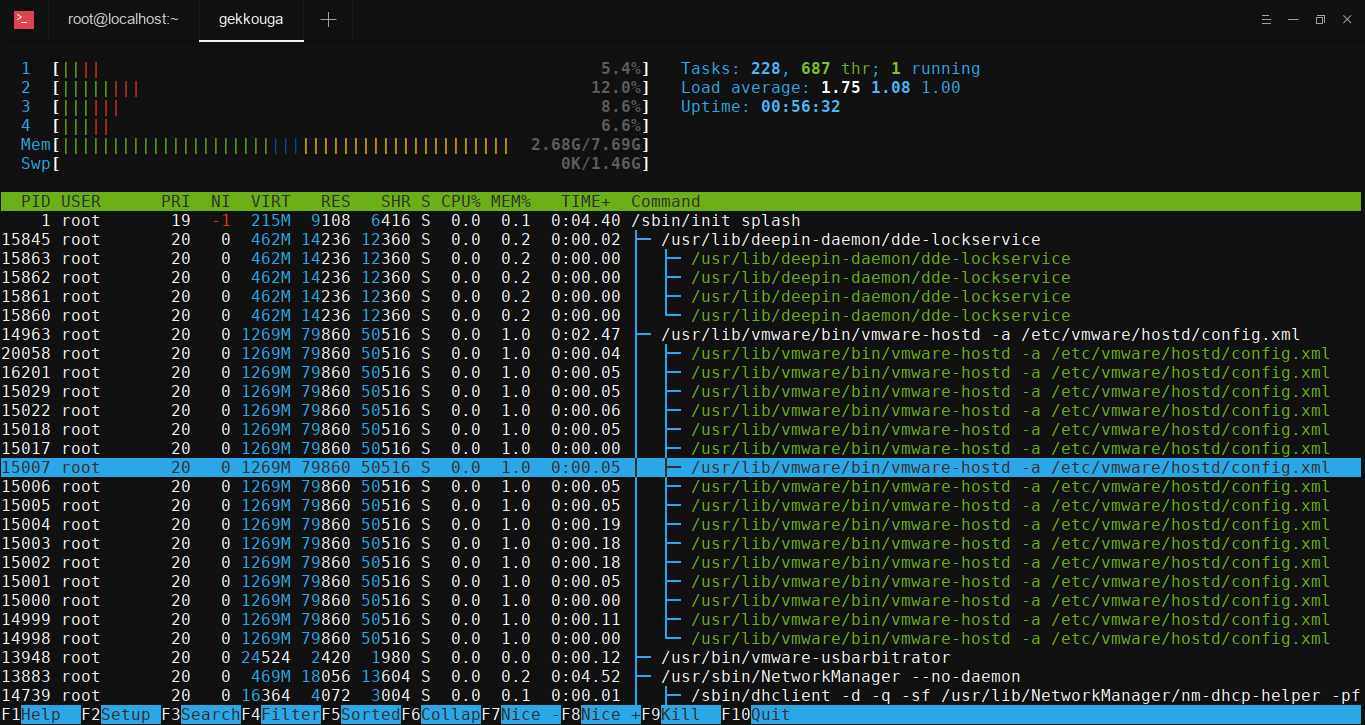 root@localhost:~ gekkouga
1 [|||| 5.4%] Tasks: 228, 687 thr; 1 running
2 [|||||||| 12.0%] Load average: 1.75 1.08 1.00
3 [|||||| 8.6%] Uptime: 00:56:32
4 [||||| 6.6%]
Mem[||||||||||||||||||||||||||||||||||||||||||||| 2.68G/7.69G]
Swp[ 0K/1.46G]
PID USER PRI NI VIRT RES SHR S CPU% MEM% TIME+ Command
1 root 19 -1 215M 9108 6416 S 0.0 0.1 0:04.40 /sbin/init splash
15845 root 20 0 462M 14236 12360 S 0.0 0.2 0:00.02 ├─ /usr/lib/deepin-daemon/dde-lockservice
15863 root 20 0 462M 14236 12360 S 0.0 0.2 0:00.00 │ ├─ /usr/lib/deepin-daemon/dde-lockservice
15862 root 20 0 462M 14236 12360 S 0.0 0.2 0:00.00 │ ├─ /usr/lib/deepin-daemon/dde-lockservice
15861 root 20 0 462M 14236 12360 S 0.0 0.2 0:00.00 │ ├─ /usr/lib/deepin-daemon/dde-lockservice
15860 root 20 0 462M 14236 12360 S 0.0 0.2 0:00.00 │ └─ /usr/lib/deepin-daemon/dde-lockservice
14963 root 20 0 1269M 79860 50516 S 0.0 1.0 0:02.47 ├─ /usr/lib/vmware/bin/vmware-hostd -a /etc/vmware/hostd/config.xml
20058 root 20 0 1269M 79860 50516 S 0.0 1.0 0:00.04 │ ├─ /usr/lib/vmware/bin/vmware-hostd -a /etc/vmware/hostd/config.xml
16201 root 20 0 1269M 79860 50516 S 0.0 1.0 0:00.05 │ ├─ /usr/lib/vmware/bin/vmware-hostd -a /etc/vmware/hostd/config.xml
15029 root 20 0 1269M 79860 50516 S 0.0 1.0 0:00.05 │ ├─ /usr/lib/vmware/bin/vmware-hostd -a /etc/vmware/hostd/config.xml
15022 root 20 0 1269M 79860 50516 S 0.0 1.0 0:00.06 │ ├─ /usr/lib/vmware/bin/vmware-hostd -a /etc/vmware/hostd/config.xml
15018 root 20 0 1269M 79860 50516 S 0.0 1.0 0:00.05 │ ├─ /usr/lib/vmware/bin/vmware-hostd -a /etc/vmware/hostd/config.xml
15017 root 20 0 1269M 79860 50516 S 0.0 1.0 0:00.00 │ ├─ /usr/lib/vmware/bin/vmware-hostd -a /etc/vmware/hostd/config.xml
15007 root 20 0 1269M 79860 50516 S 0.0 1.0 0:00.05 │ ├─ /usr/lib/vmware/bin/vmware-hostd -a /etc/vmware/hostd/config.xml
15006 root 20 0 1269M 79860 50516 S 0.0 1.0 0:00.05 │ ├─ /usr/lib/vmware/bin/vmware-hostd -a /etc/vmware/hostd/config.xml
15005 root 20 0 1269M 79860 50516 S 0.0 1.0 0:00.05 │ ├─ /usr/lib/vmware/bin/vmware-hostd -a /etc/vmware/hostd/config.xml
15004 root 20 0 1269M 79860 50516 S 0.0 1.0 0:00.19 │ ├─ /usr/lib/vmware/bin/vmware-hostd -a /etc/vmware/hostd/config.xml
15003 root 20 0 1269M 79860 50516 S 0.0 1.0 0:00.18 │ ├─ /usr/lib/vmware/bin/vmware-hostd -a /etc/vmware/hostd/config.xml
15002 root 20 0 1269M 79860 50516 S 0.0 1.0 0:00.18 │ ├─ /usr/lib/vmware/bin/vmware-hostd -a /etc/vmware/hostd/config.xml
15001 root 20 0 1269M 79860 50516 S 0.0 1.0 0:00.05 │ ├─ /usr/lib/vmware/bin/vmware-hostd -a /etc/vmware/hostd/config.xml
15000 root 20 0 1269M 79860 50516 S 0.0 1.0 0:00.00 │ ├─ /usr/lib/vmware/bin/vmware-hostd -a /etc/vmware/hostd/config.xml
14999 root 20 0 1269M 79860 50516 S 0.0 1.0 0:00.11 │ ├─ /usr/lib/vmware/bin/vmware-hostd -a /etc/vmware/hostd/config.xml
14998 root 20 0 1269M 79860 50516 S 0.0 1.0 0:00.00 │ └─ /usr/lib/vmware/bin/vmware-hostd -a /etc/vmware/hostd/config.xml
13948 root 20 0 24524 2420 1980 S 0.0 0.0 0:00.12 ├─ /usr/bin/vmware-usbarbitrator
13883 root 20 0 469M 18056 13604 S 0.0 0.2 0:04.52 ├─ /usr/sbin/NetworkManager --no-daemon
14739 root 20 0 16364 4072 3004 S 0.0 0.1 0:00.01 │ ├─ /sbin/dhclient -d -q -sf /usr/lib/NetworkManager/nm-dhcp-helper -pf
F1Help F2Setup F3SearchF4FilterF5SortedF6CollapF7Nice -F8Nice +F9Kill F10Quit